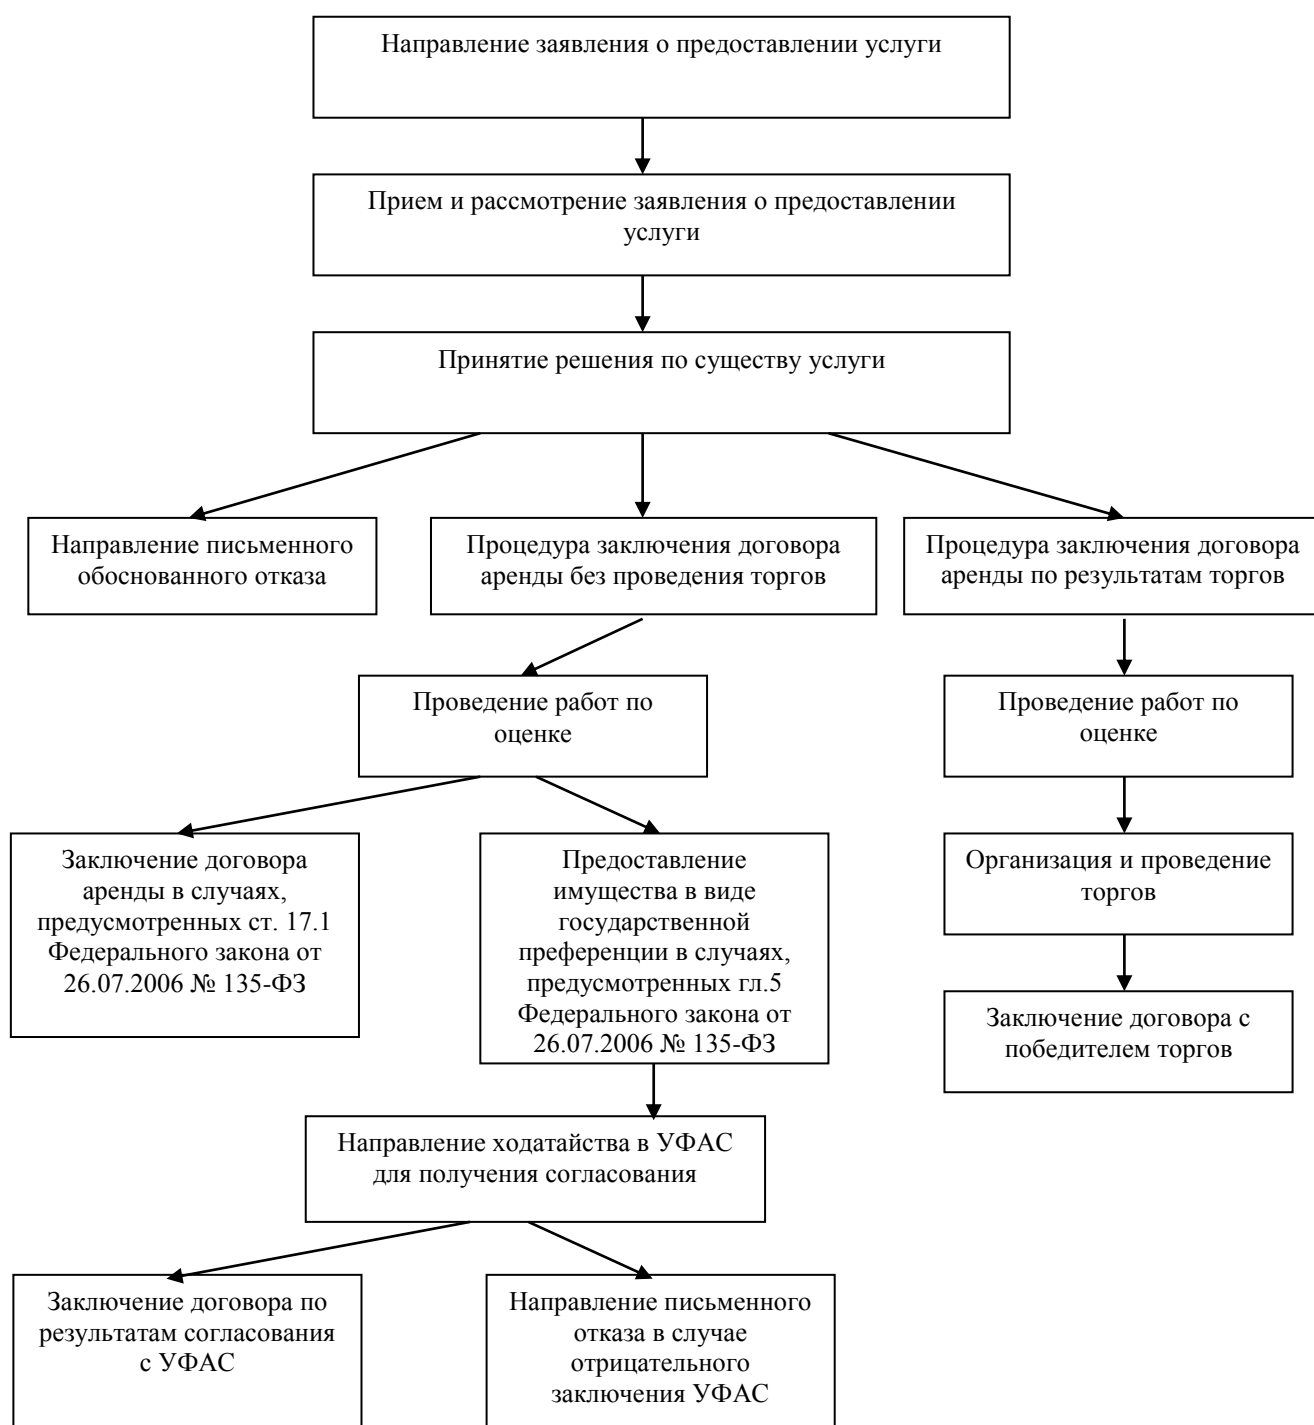 Направление заявления о предоставлении услуги
Прием и рассмотрение заявления о предоставлении
услуги
Принятие решения по существу услуги
Направление письменного
обоснованного отказа
Процедура заключения договора
аренды без проведения торгов
Процедура заключения договора
аренды по результатам торгов
Проведение работ по
оценке
Проведение работ по
оценке
Заключение договора
аренды в случаях,
предусмотренных ст. 17.1
Федерального закона от
26.07.2006 № 135-ФЗ
Предоставление
имущества в виде
государственной
преференции в случаях,
предусмотренных гл.5
Федерального закона от
26.07.2006 № 135-ФЗ
Организация и проведение
торгов
Заключение договора с
победителем торгов
Направление ходатайства в УФАС
для получения согласования
Заключение договора по
результатам согласования
с УФАС
Направление письменного
отказа в случае
отрицательного
заключения УФАС